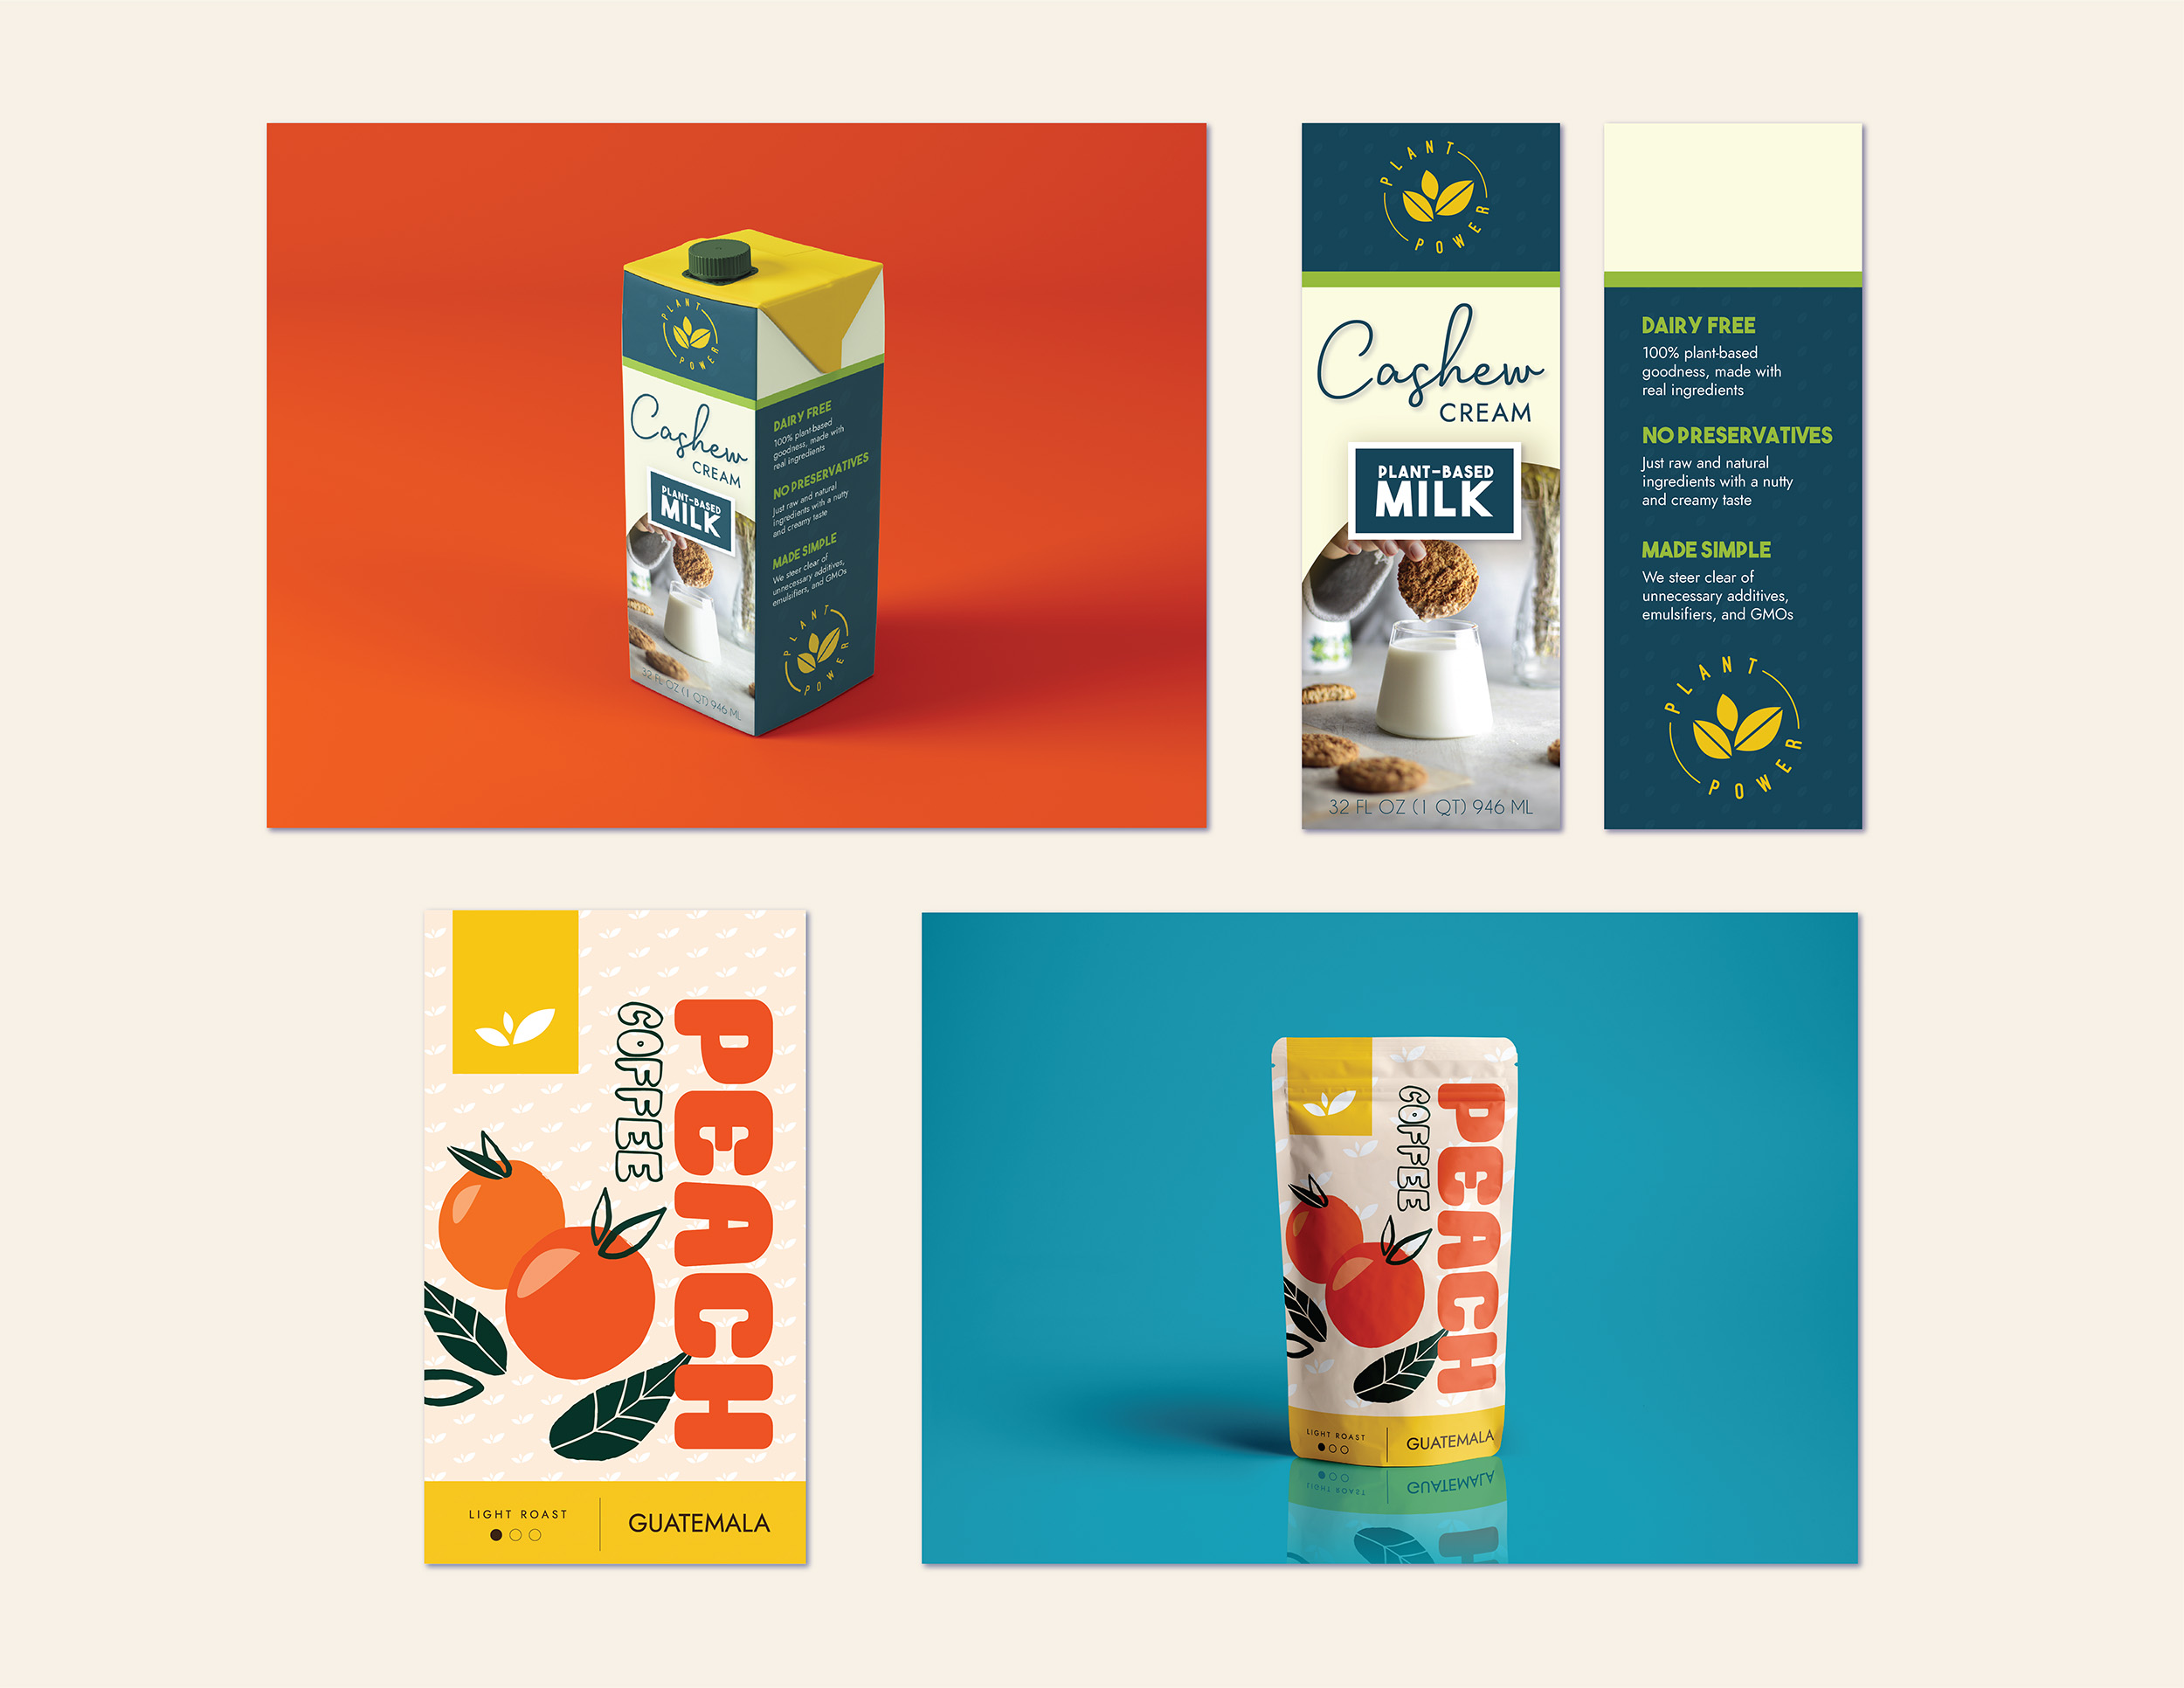 PLANT
POWER
Cashew
CREAM
PLANT-BASED
MILK
32 FL OZ (1 QT) 946 ML
DAIRY FREE
100% plant-based
goodness, made with
real ingredients
NO PRESERVATIVES
Just raw and natural
ingredients with a nutty
and creamy taste
MADE SIMPLE
We steer clear of
unnecessary additives,
emulsifiers, and GMOs
PLANT
POWER
PLANT
POWER
Cashew
CREAM
PLANT-BASED
MILK
32 FL OZ (1 QT) 946 ML
DAIRY FREE
100% plant-based
goodness, made with
real ingredients
NO PRESERVATIVES
Just raw and natural
ingredients with a nutty
and creamy taste
MADE SIMPLE
We steer clear of
unnecessary additives,
emulsifiers, and GMOs
PLANT
POWER
PEACH
COFFEE
LIGHT ROAST
GUATEMALA
PEACH
COFFEE
LIGHT ROAST
GUATEMALA